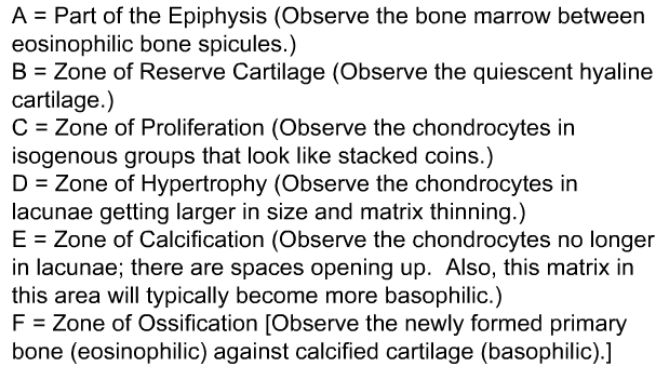 A = Part of the Epiphysis (Observe the bone marrow between
eosinophilic bone spicules.)
B = Zone of Reserve Cartilage (Observe the quiescent hyaline
cartilage.)
C = Zone of Proliferation (Observe the chondrocytes in
isogenous groups that look like stacked coins.)
D = Zone of Hypertrophy (Observe the chondrocytes in
lacunae getting larger in size and matrix thinning.)
E = Zone of Calcification (Observe the chondrocytes no longer
in lacunae; there are spaces opening up.  Also, this matrix in
this area will typically become more basophilic.)
F = Zone of Ossification [Observe the newly formed primary
bone (eosinophilic) against calcified cartilage (basophilic).]